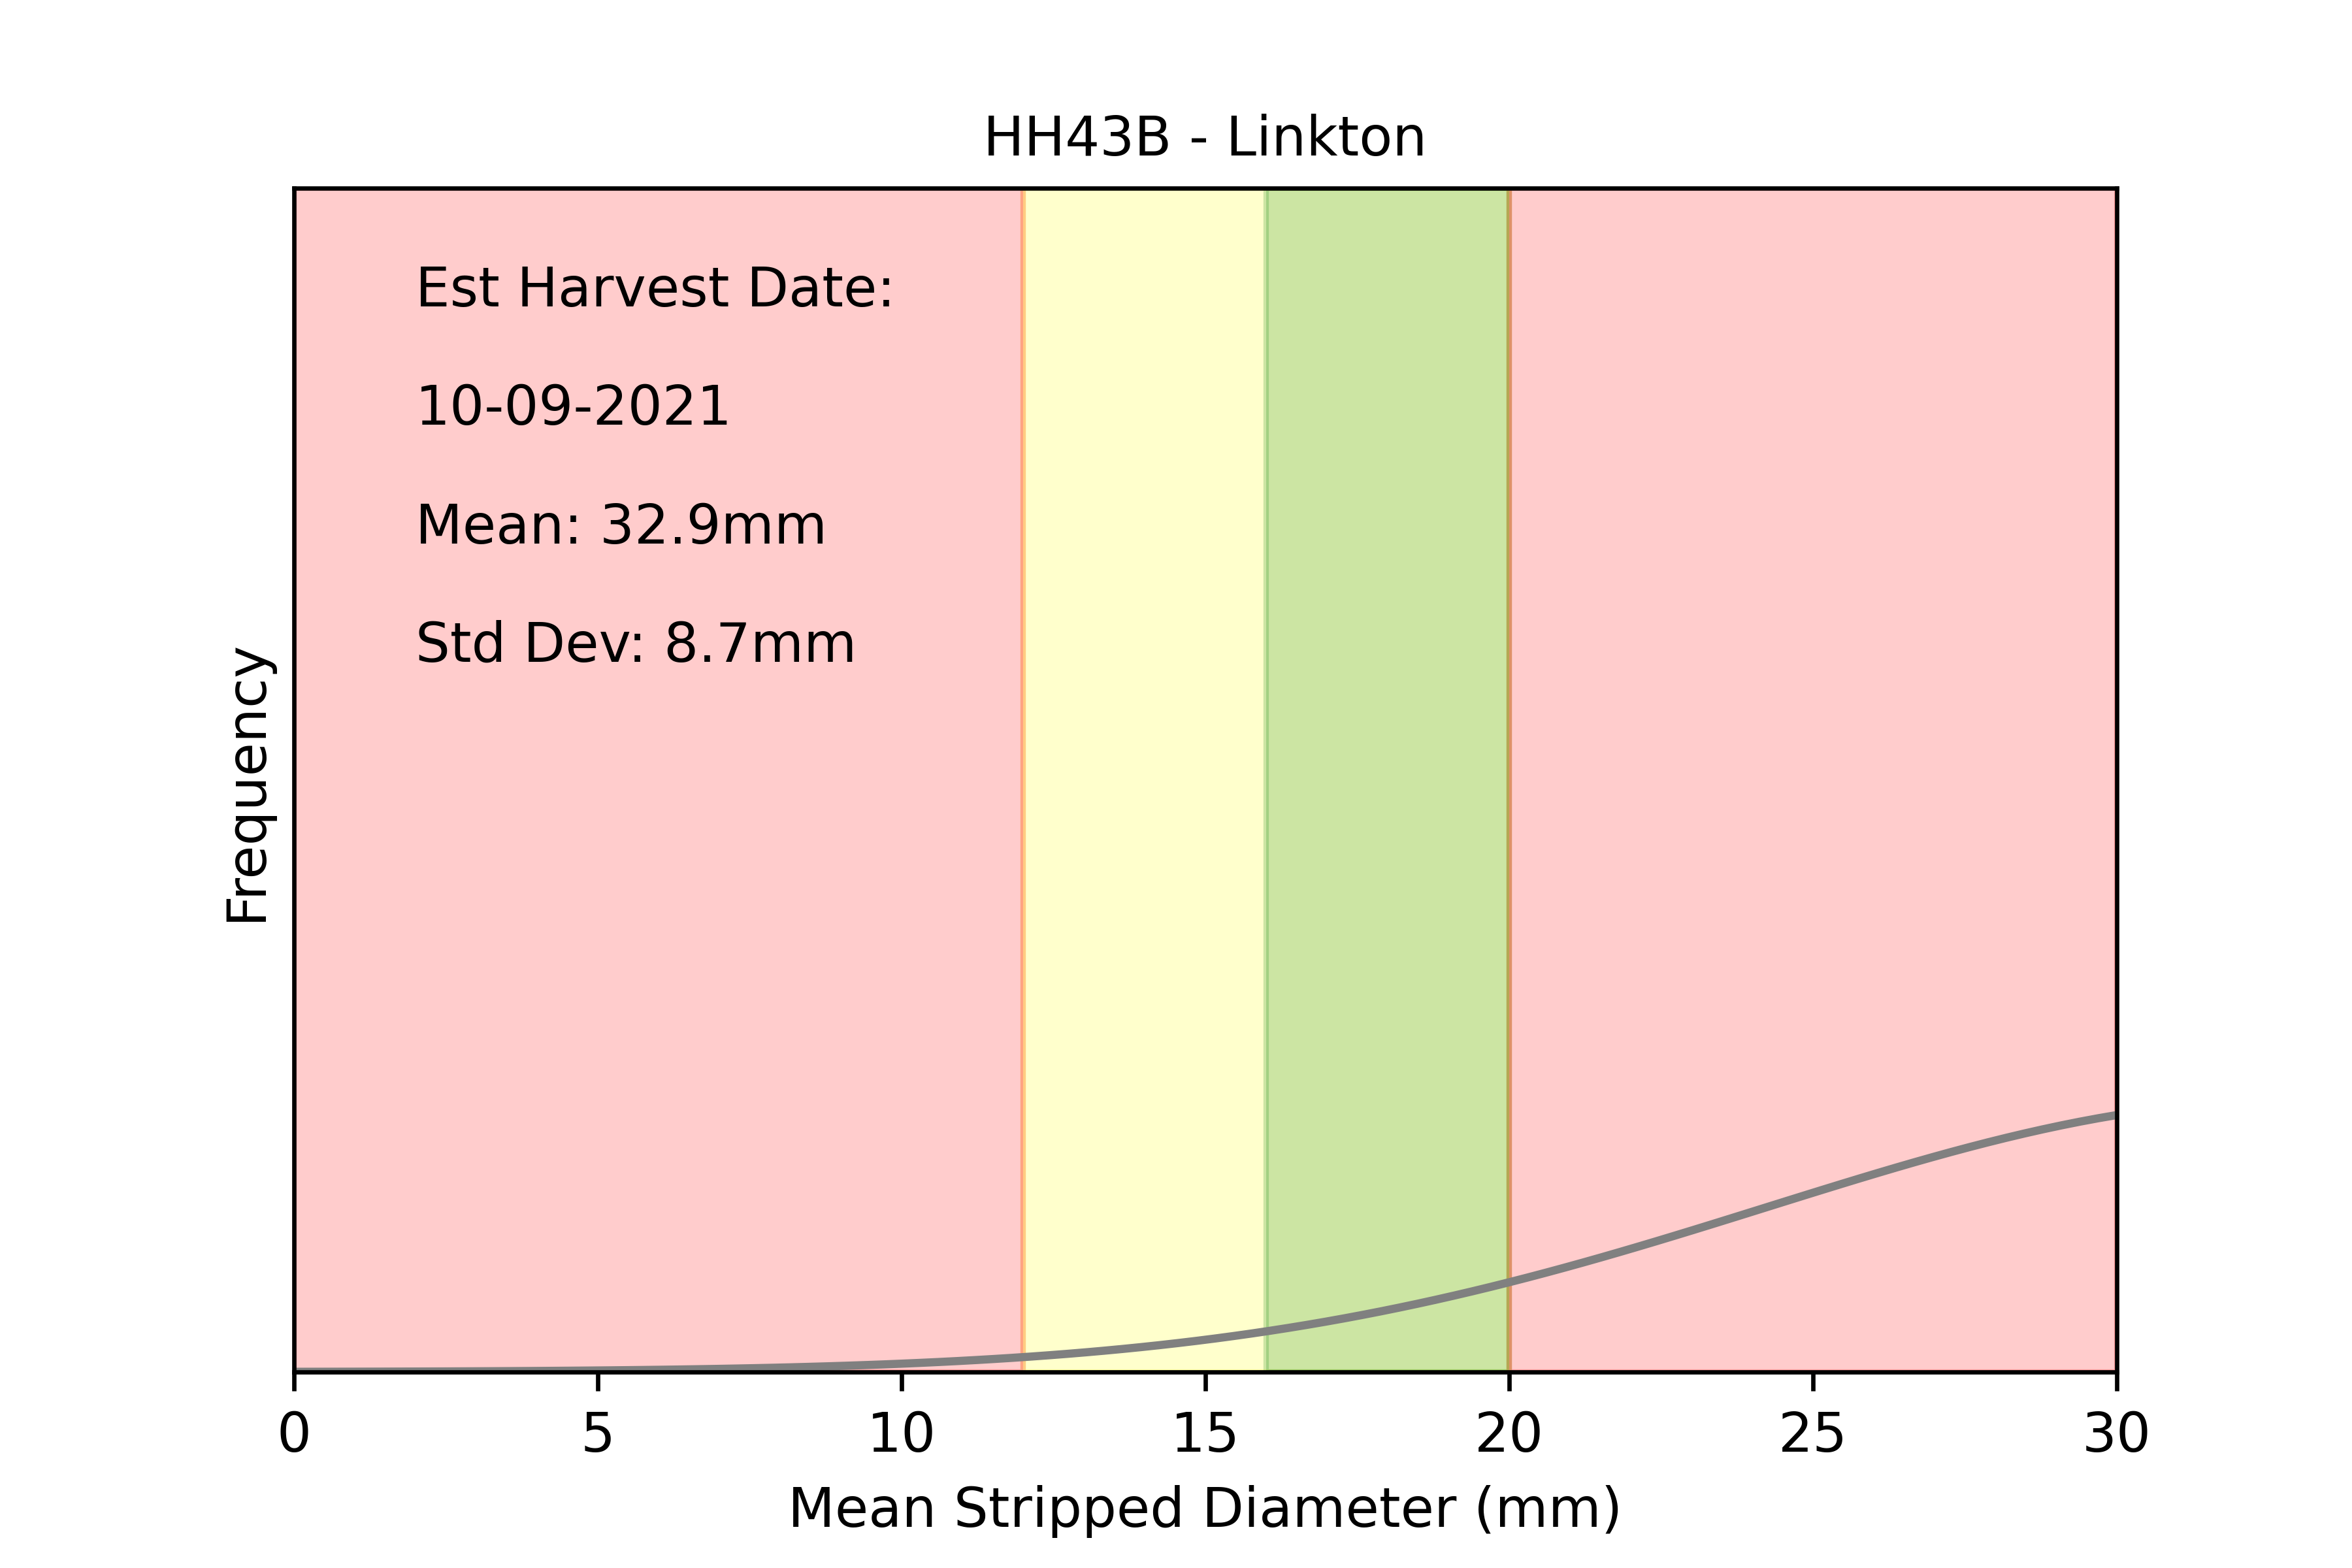 HH43B - Linkton
Est Harvest Date:
10-09-2021
Mean: 32.9mm
Std Dev: 8.7mm
Frequency
0 5 10 15 20 25 30
Mean Stripped Diameter (mm)